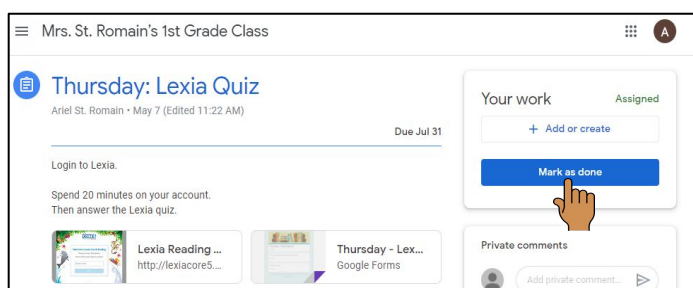 Mrs. St. Romain's 1st Grade Class
A
Thursday: Lexia Quiz
Ariel St. Romain • May 7 (Edited 11:22 AM)
Due Jul 31
Login to Lexia.
Spend 20 minutes on your account.
Then answer the Lexia quiz.
Lexia Reading ...
http://lexiacore5....
Thursday - Lex...
Google Forms
Your work
Assigned
+ Add or create
Mark as done
Private comments
Add private comment...